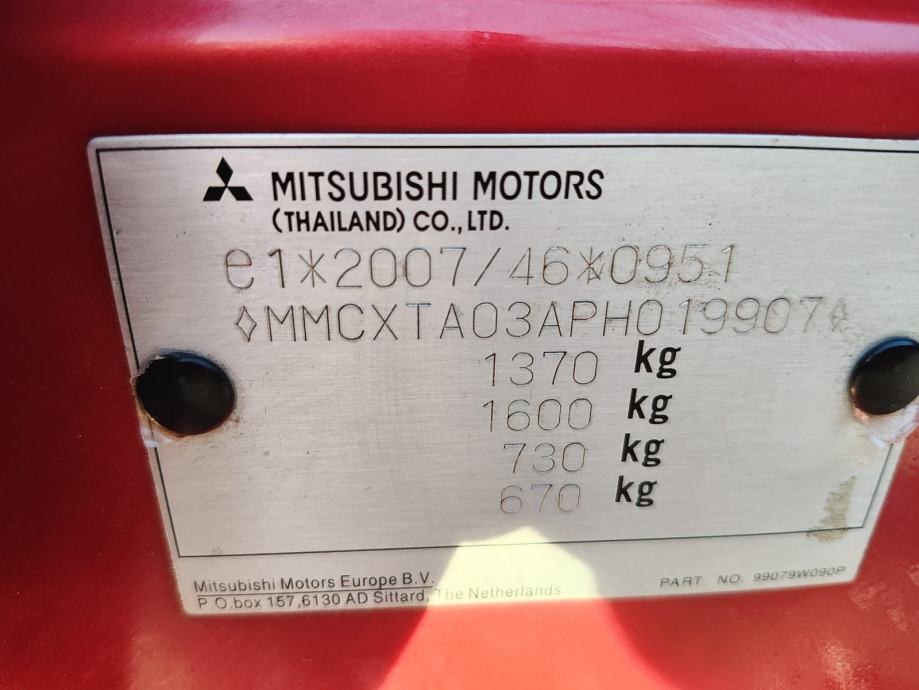 MITSUBISHI MOTORS
(THAILAND) CO.,LTD.
e1*2007/46*0951
◊MMCXTA03APH019907◊
1370 kg
1600 kg
730 kg
670 kg
Mitsubishi Motors Europe B.V.
P.O.box 157,6130 AD Sittard, The Netherlands
PART NO. 99079W090P